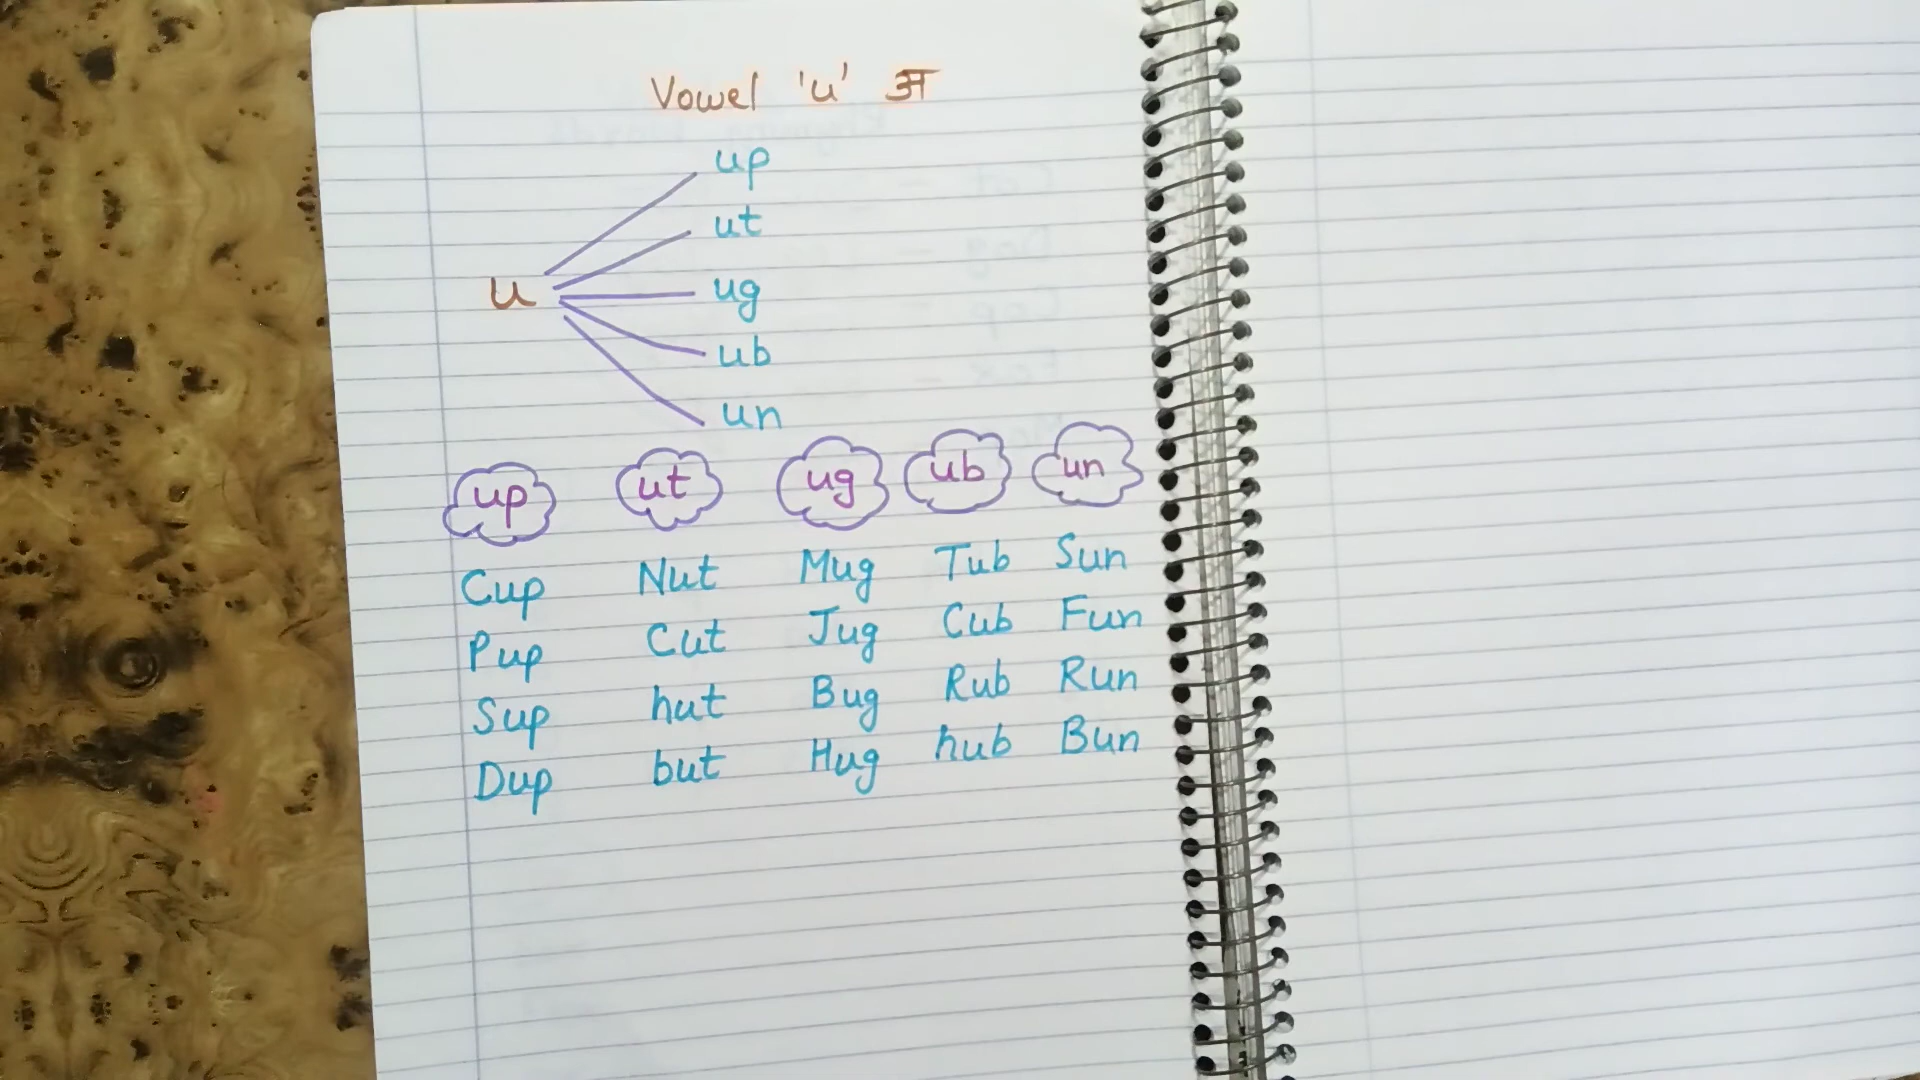 Vowel 'u' अ
up
ut
u
ug
ub
un
up ut ug ub un
Cup Nut Mug Tub Sun
Pup Cut Jug Cub Fun
Sup hut Bug Rub Run
Dup but Hug hub Bun